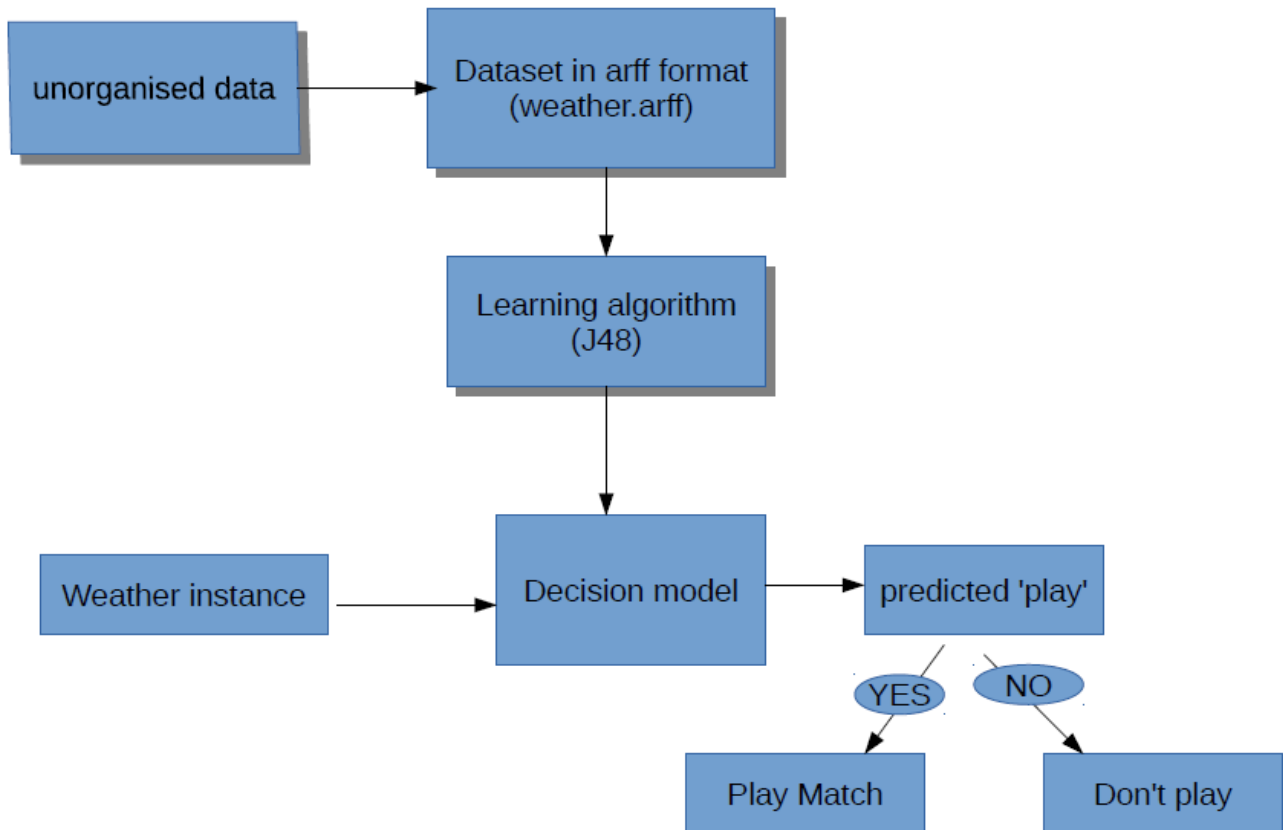 unorganised data
Dataset in arff format
(weather.arff)
Learning algorithm
(J48)
Weather instance
Decision model
predicted 'play'
YES
NO
Play Match
Don't play